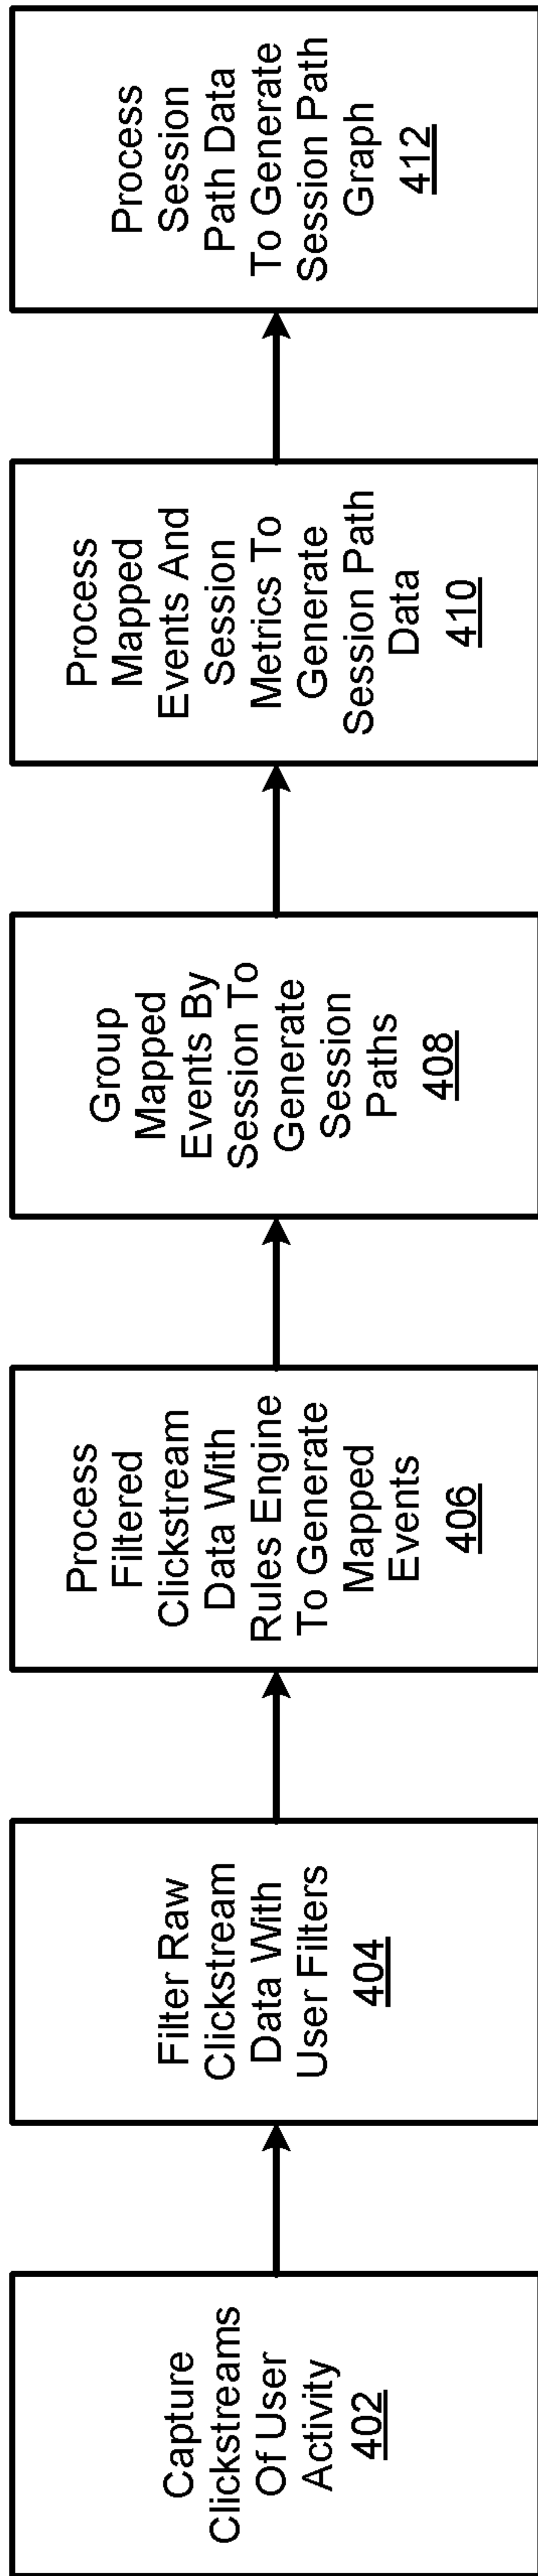 Capture
Clickstreams
Of User
Activity
402
Filter Raw
Clickstream
Data With
User Filters
404
Process
Filtered
Clickstream
Data With
Rules Engine
To Generate
Mapped
Events
406
Group
Mapped
Events By
Session To
Generate
Session
Paths
408
Process
Mapped
Events And
Session
Metrics To
Generate
Session Path
Data
410
Process
Session
Path Data
To Generate
Session Path
Graph
412